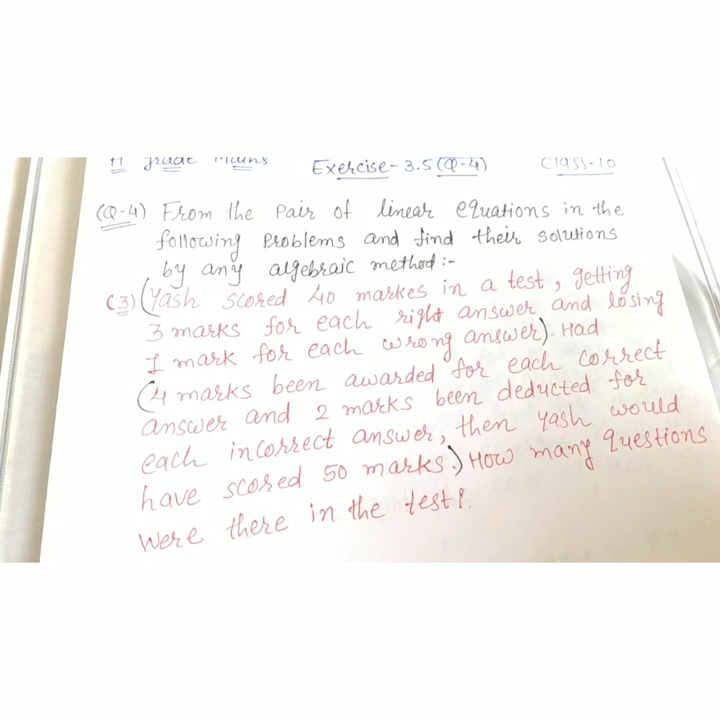 Exercise-3.5(Q-4) Class-10
(Q-4) From the Pair of linear equations in the
following Problems and find their solutions
by any algebraic method:-
(3) (Yash scored 40 markes in a test, getting
3 marks for each right answer and losing
1 mark for each wrong answer). Had
(4 marks been awarded for each correct
answer and 2 marks been deducted for
each incorrect answer, then Yash would
have scored 50 marks.) How many questions
were there in the test?